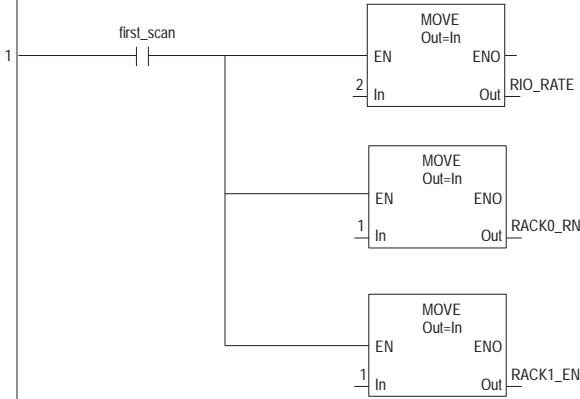 first_scan
1
MOVE
Out=In
EN ENO
2 In Out RIO_RATE
MOVE
Out=In
EN ENO
1 In Out RACK0_RN
MOVE
Out=In
EN ENO
1 In Out RACK1_EN